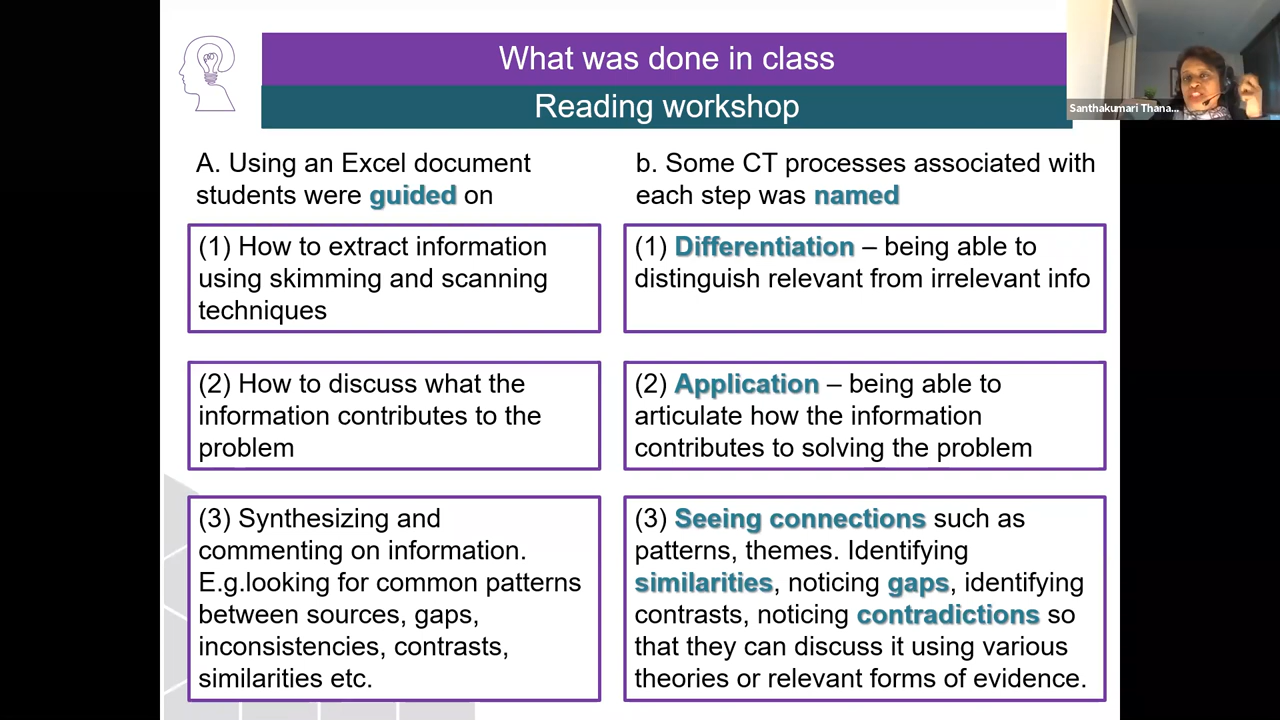 What was done in class
Reading workshop
Santhakumari Thana...
A. Using an Excel document
students were guided on
b. Some CT processes associated with
each step was named
(1) How to extract information
using skimming and scanning
techniques
(1) Differentiation – being able to
distinguish relevant from irrelevant info
(2) How to discuss what the
information contributes to the
problem
(2) Application – being able to
articulate how the information
contributes to solving the problem
(3) Synthesizing and
commenting on information.
E.g.looking for common patterns
between sources, gaps,
inconsistencies, contrasts,
similarities etc.
(3) Seeing connections such as
patterns, themes. Identifying
similarities, noticing gaps, identifying
contrasts, noticing contradictions so
that they can discuss it using various
theories or relevant forms of evidence.